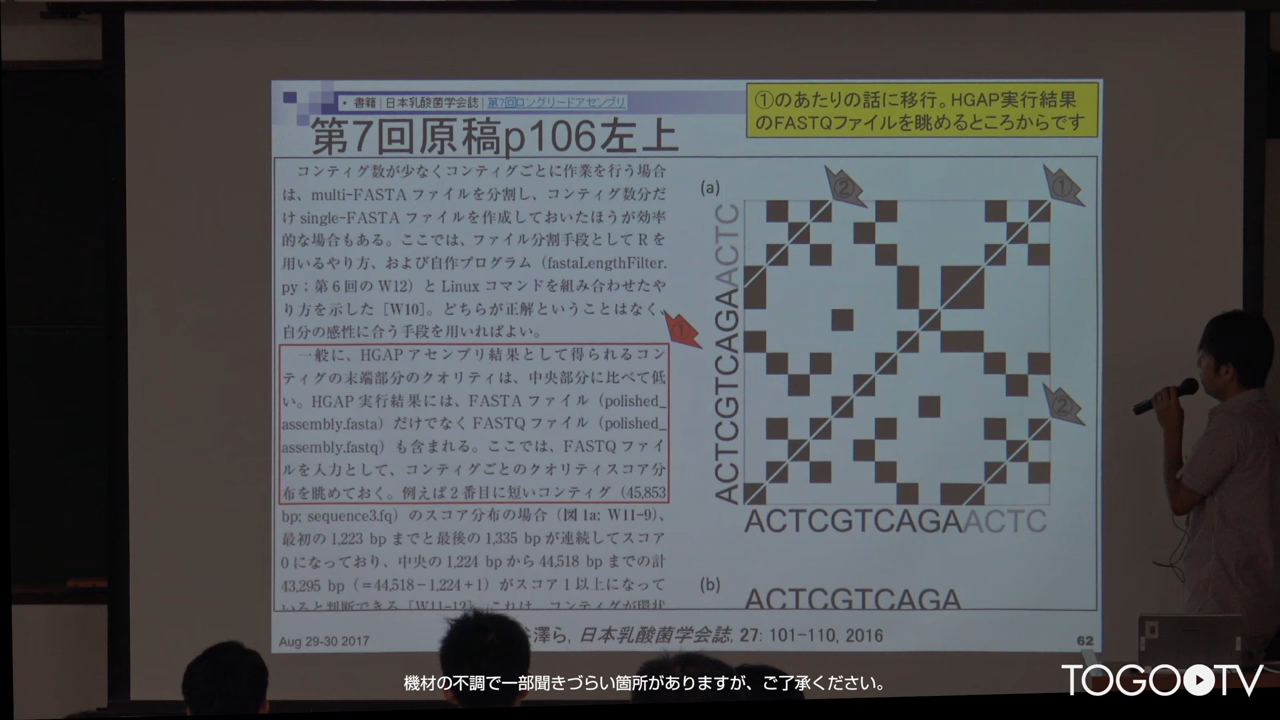 ・書籍 | 日本乳酸菌学会誌 | 第7回ロングリードアセンブリ
第7回原稿p106左上
①のあたりの話に移行。HGAP実行結果
のFASTQファイルを眺めるところからです
コンティグ数が少なくコンティグごとに作業を行う場合
は、multi-FASTA ファイルを分割し、コンティグ数分だ
け single-FASTA ファイルを作成しておいたほうが効率
的な場合もある。ここでは、ファイル分割手段として R を
用いるやり方、および自作プログラム（fastaLengthFilter.
py；第 6 回の W12）と Linux コマンドを組み合わせたや
り方を示した［W10］。どちらが正解ということはなく、
自分の感性に合う手段を用いればよい。
一般に、HGAP アセンブリ結果として得られるコン
ティグの末端部分のクオリティは、中央部分に比べて低
い。HGAP 実行結果には、FASTA ファイル（polished_
assembly.fasta）だけでなく FASTQ ファイル（polished_
assembly.fastq）も含まれる。ここでは、FASTQ ファイ
ルを入力として、コンティグごとのクオリティスコア分
布を眺めておく。例えば 2 番目に短いコンティグ（45,853
bp; sequence3.fq）のスコア分布の場合（図 1a; W11-9）、
最初の 1,223 bp までと最後の 1,335 bp が連続してスコア
0 になっており、中央の 1,224 bp から 44,518 bp までの計
43,295 bp（＝44,518－1,224＋1）がスコア 1 以上になって
いると判断できる［W11-12］。これは、コンティグが環状
①
(a)
②
①
②
ACTCGTCAGAACTC
ACTCGTCAGAACTC
(b)
ACTCGTCAGA
Aug 29-30 2017
澤ら, 日本乳酸菌学会誌, 27: 101-110, 2016
62
機材の不調で一部聞きづらい箇所がありますが、ご了承ください。
TOGO TV